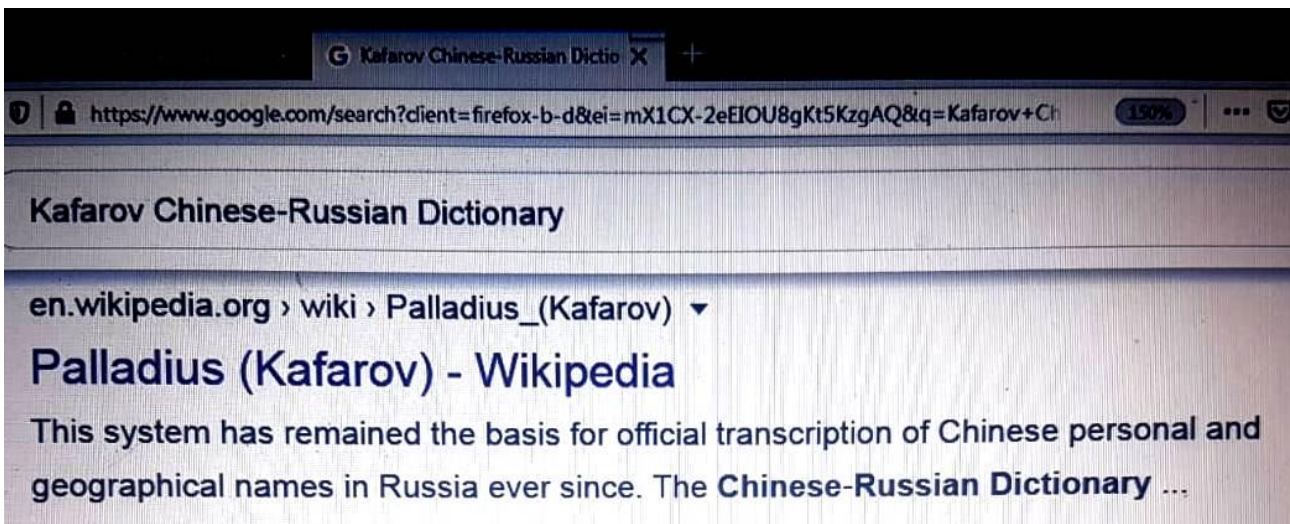 G Kafarov Chinese-Russian Dictio X +
https://www.google.com/search?client=firefox-b-d&ei=mX1CX-2eEIOU8gKt5KzgAQ&q=Kafarov+Ch 150% ...
Kafarov Chinese-Russian Dictionary
en.wikipedia.org › wiki › Palladius_(Kafarov)
Palladius (Kafarov) - Wikipedia
This system has remained the basis for official transcription of Chinese personal and
geographical names in Russia ever since. The Chinese-Russian Dictionary ...